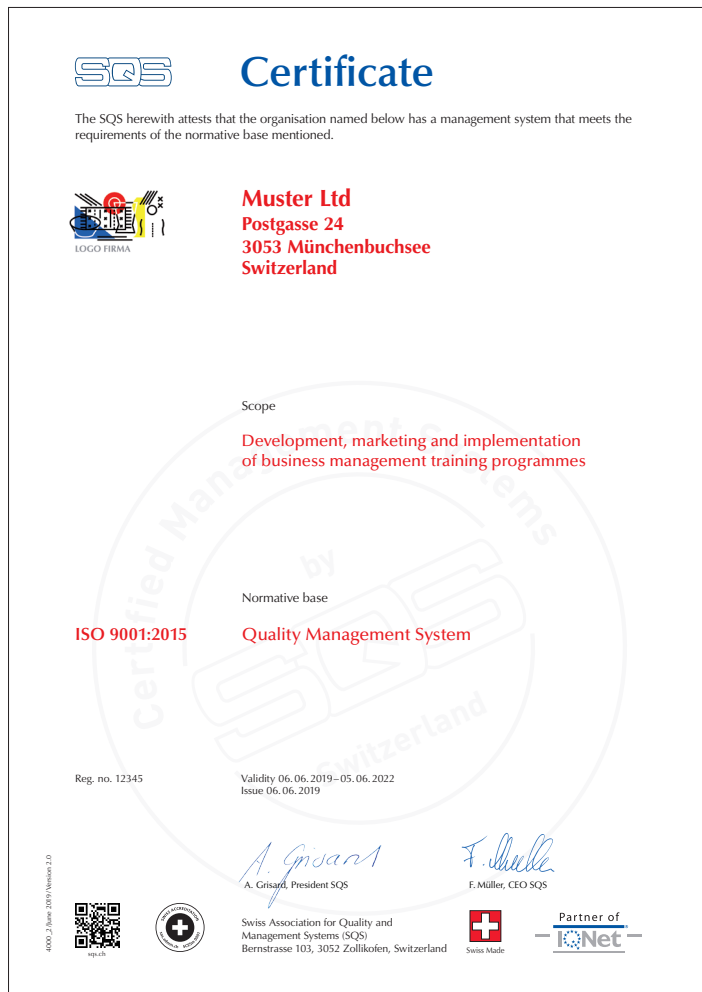 SQS
Certificate
The SQS herewith attests that the organisation named below has a management system that meets the
requirements of the normative base mentioned.
LOGO FIRMA
Muster Ltd
Postgasse 24
3053 Münchenbuchsee
Switzerland
Scope
Development, marketing and implementation
of business management training programmes
Certified Management Systems
by
SQS
Switzerland
Normative base
ISO 9001:2015
Quality Management System
Reg. no. 12345
Validity 06. 06. 2019 – 05. 06. 2022
Issue 06. 06. 2019
A. Grisard
F. Müller
A. Grisard, President SQS
F. Müller, CEO SQS
4000_2/June 2019/Version 2.0
sqs.ch
SWISS ACCREDITATION
Swiss Association for Quality and
Management Systems (SQS)
Bernstrasse 103, 3052 Zollikofen, Switzerland
Swiss Made
Partner of
IQNet